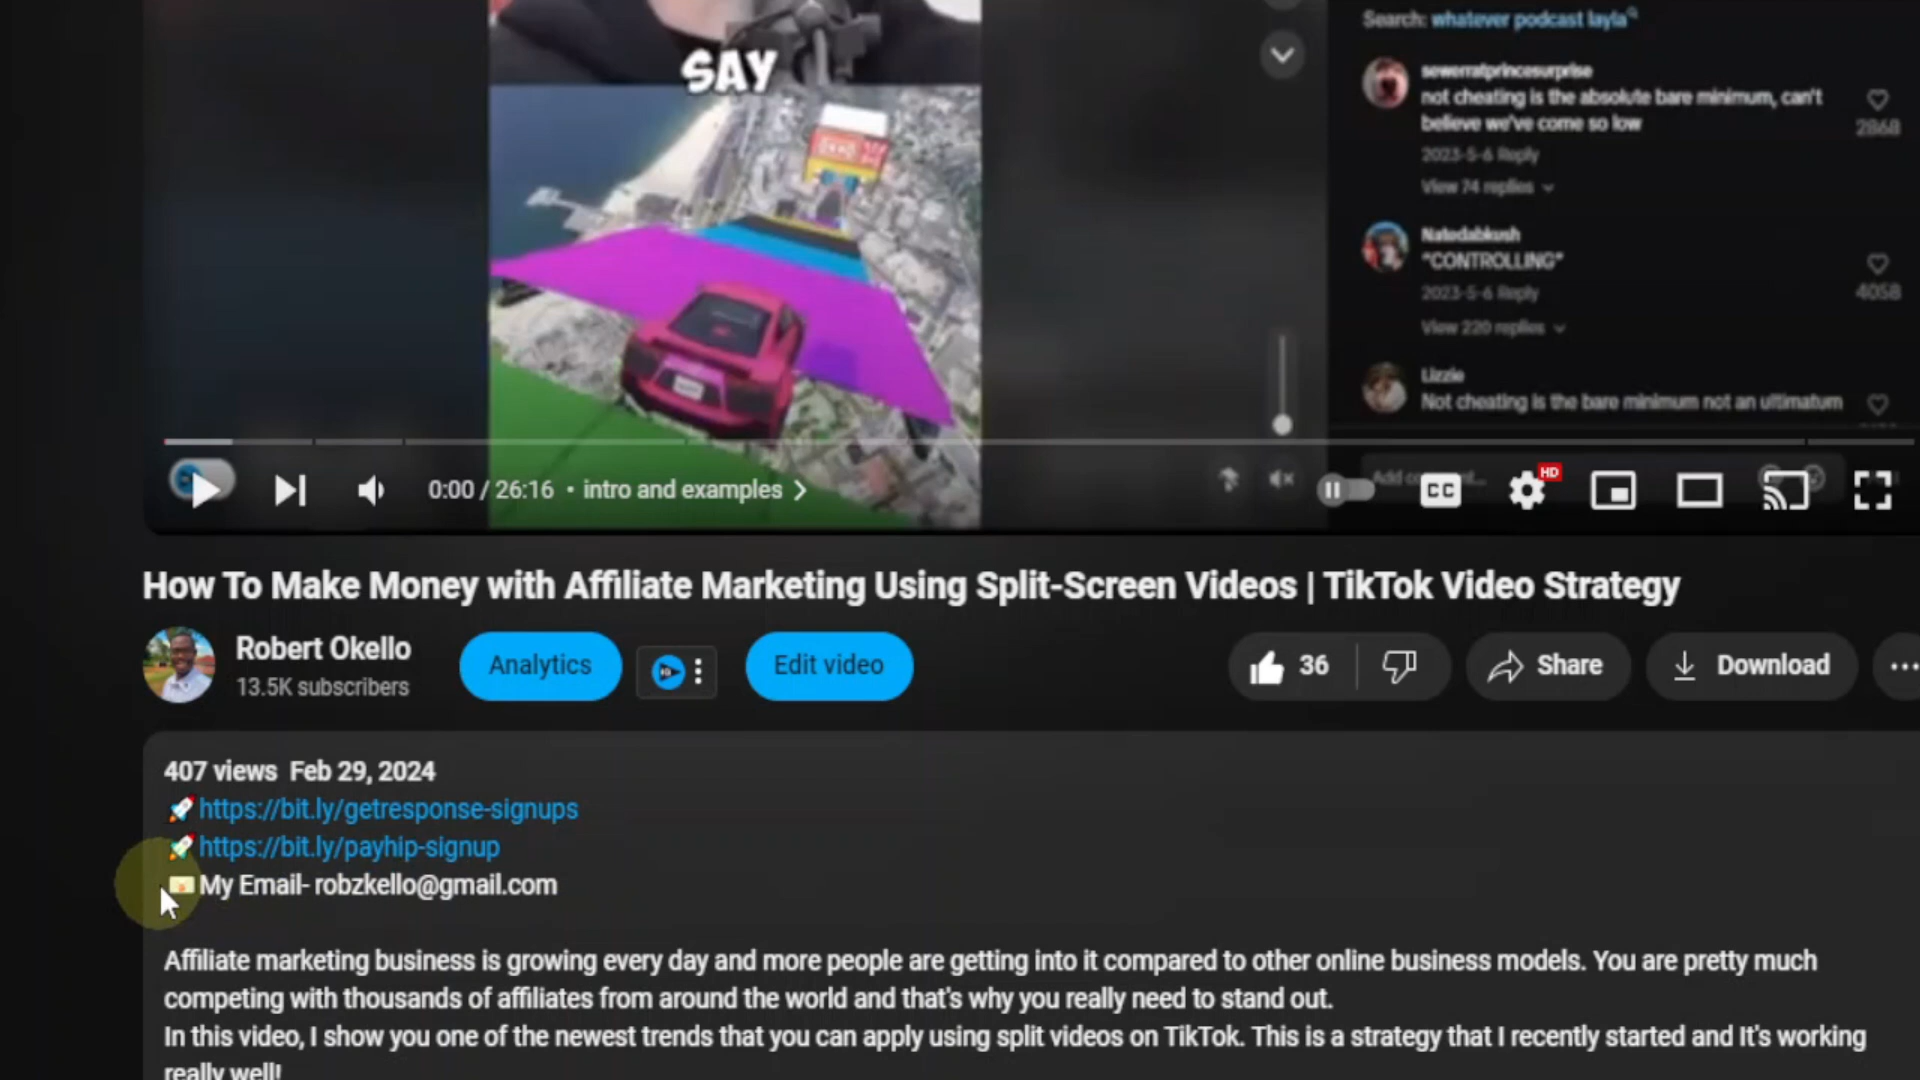 SAY
Search: whatever podcast layla
sewerratprincesurprise
not cheating is the absolute bare minimum, can't
believe we've come so low
2868
2023-5-6 Reply
View 74 replies
Natedabkush
"CONTROLLING"
4058
2023-5-6 Reply
View 220 replies
Lizzie
Not cheating is the bare minimum not an ultimatum
0:00 / 26:16 • intro and examples
CC
HD
How To Make Money with Affiliate Marketing Using Split-Screen Videos | TikTok Video Strategy
Robert Okello
13.5K subscribers
Analytics
Edit video
36
Share
Download
407 views Feb 29, 2024
🚀https://bit.ly/getresponse-signups
🚀https://bit.ly/payhip-signup
My Email- robzkello@gmail.com
Affiliate marketing business is growing every day and more people are getting into it compared to other online business models. You are pretty much
competing with thousands of affiliates from around the world and that's why you really need to stand out.
In this video, I show you one of the newest trends that you can apply using split videos on TikTok. This is a strategy that I recently started and It's working
really well!